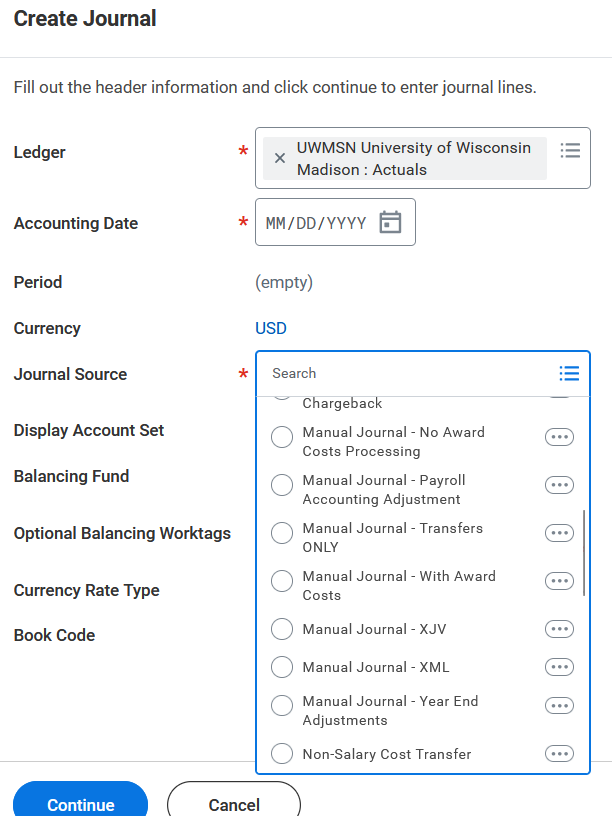 Create Journal
Fill out the header information and click continue to enter journal lines.
Ledger *
UWMSN University of Wisconsin
Madison : Actuals
Accounting Date * MM/DD/YYYY
Period (empty)
Currency USD
Journal Source * Search
Chargeback
Display Account Set
Manual Journal - No Award
Costs Processing
Balancing Fund
Manual Journal - Payroll
Accounting Adjustment
Optional Balancing Worktags
Manual Journal - Transfers
ONLY
Currency Rate Type
Manual Journal - With Award
Costs
Book Code
Manual Journal - XJV
Manual Journal - XML
Manual Journal - Year End
Adjustments
Non-Salary Cost Transfer
Continue Cancel